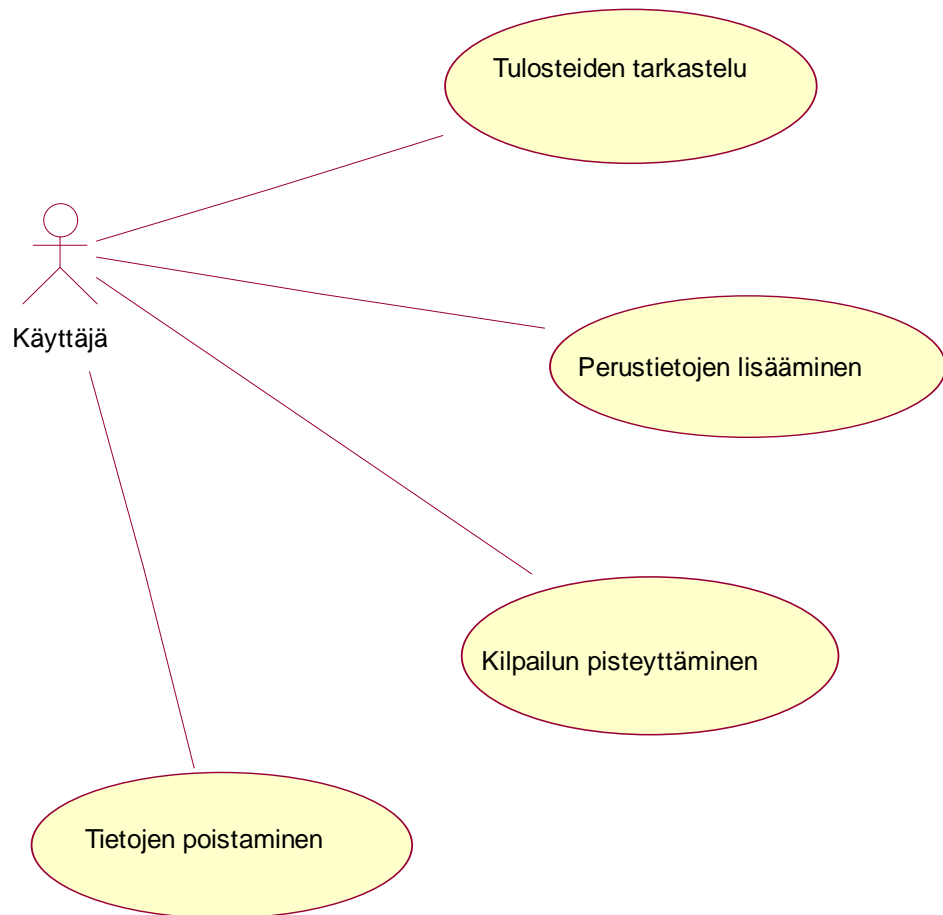 Tulosteiden tarkastelu
Käyttäjä
Perustietojen lisääminen
Kilpailun pisteyttäminen
Tietojen poistaminen